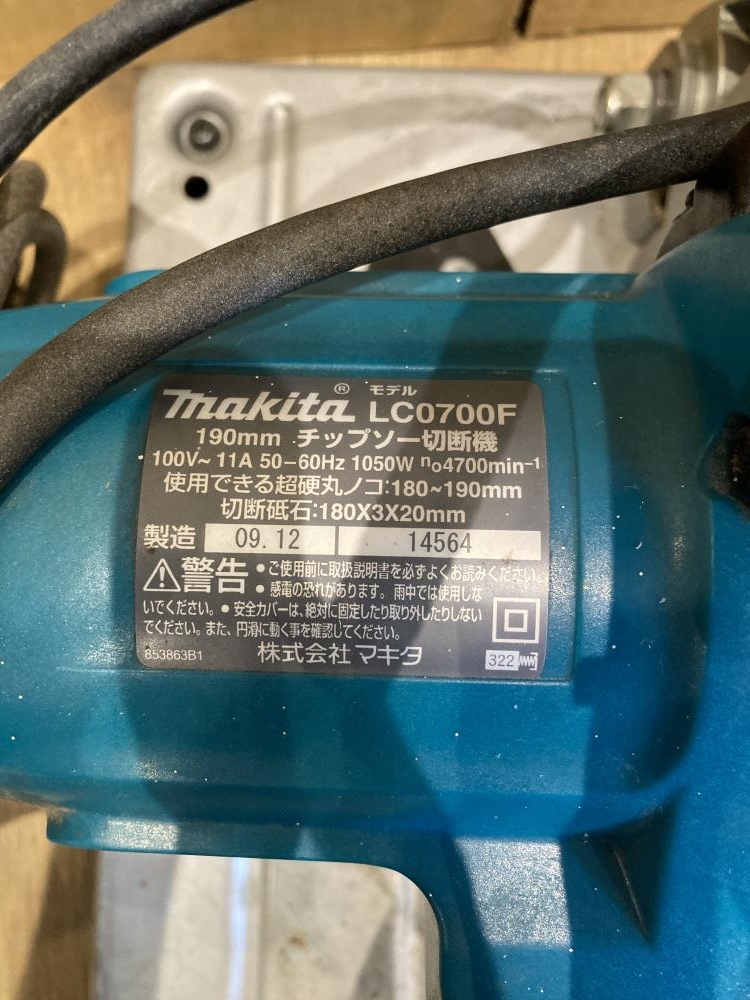 makita® モデル LC0700F
190mm チップソー切断機
100V~ 11A 50-60Hz 1050W n₀4700min⁻¹
使用できる超硬丸ノコ:180~190mm
切断砥石:180X3X20mm
製造 09.12 14564
⚠警告 •ご使用前に取扱説明書を必ずよくお読みください。
•感電の恐れがあります。雨中では使用しな
いでください。•安全カバーは、絶対に固定したり取り外したりしない
でください。また、円滑に動く事を確認してください。
853863B1 株式会社 マキタ 322